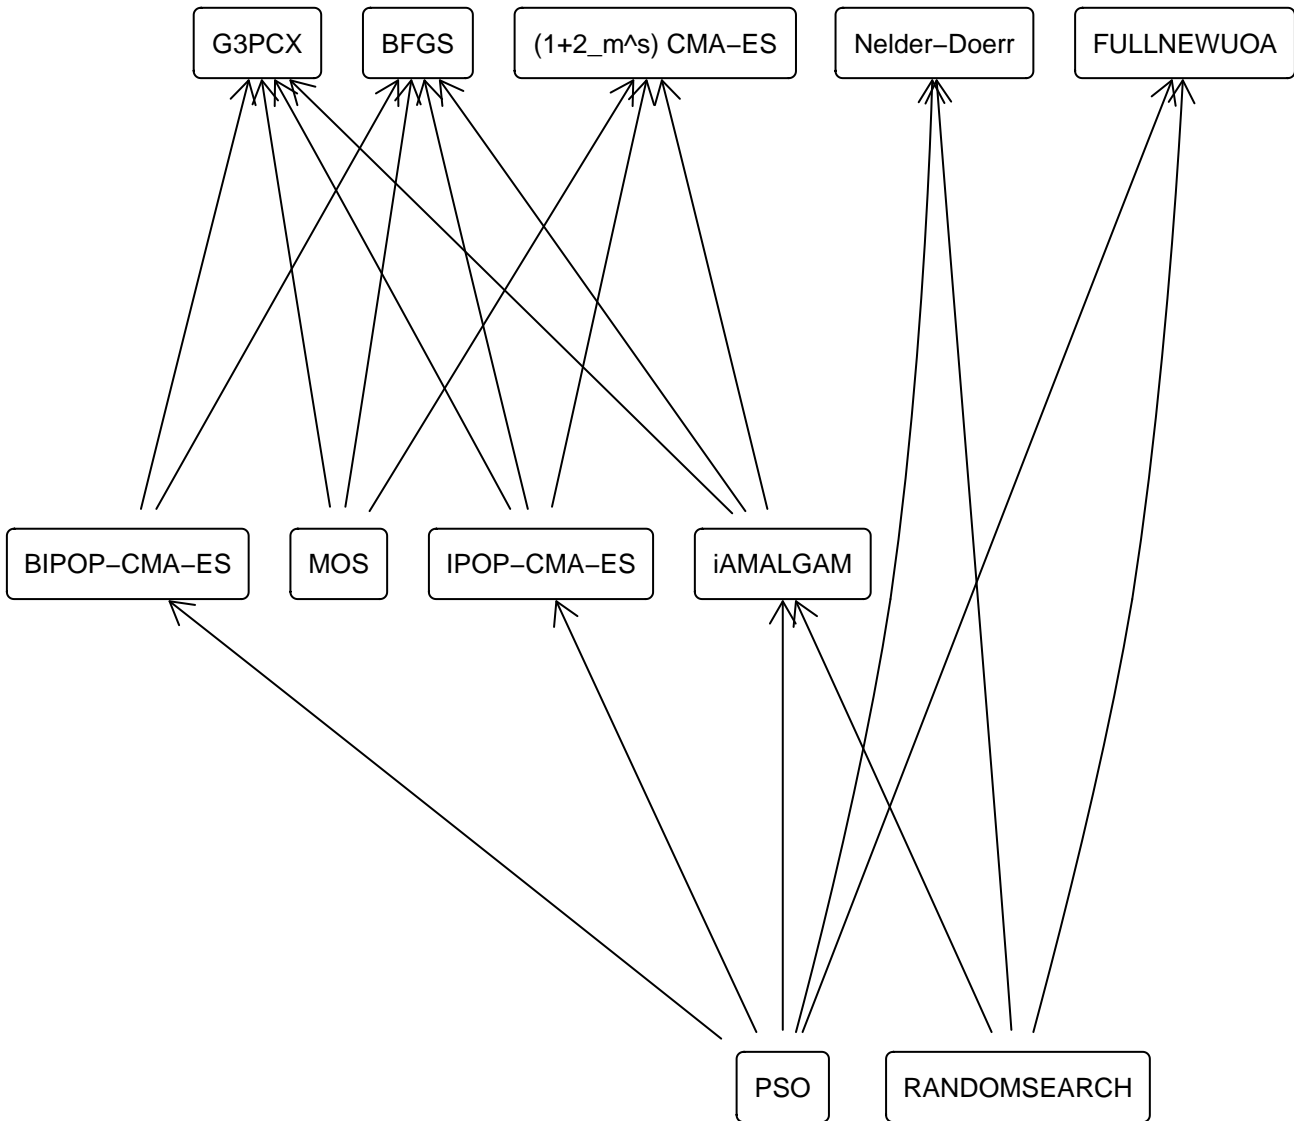 G3PCX
BFGS
(1+2_m^s) CMA−ES
Nelder−Doerr
FULLNEWUOA
BIPOP−CMA−ES
MOS
IPOP−CMA−ES
iAMALGAM
PSO
RANDOMSEARCH